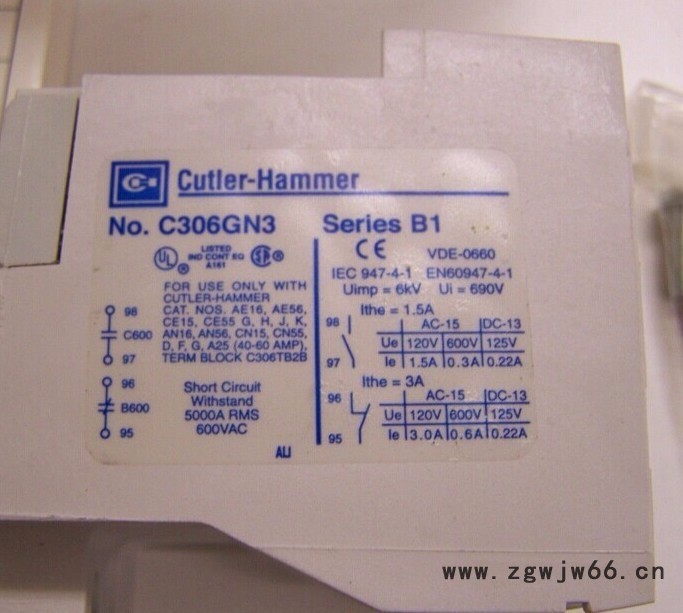 Cutler-Hammer
No. C306GN3 Series B1
UL ® LISTED IND CONT EQ A161 SA ®
CE VDE-0660
IEC 947-4-1 EN60947-4-1
Uimp = 6kV Ui = 690V
FOR USE ONLY WITH
CUTLER-HAMMER
CAT. NOS. AE16, AE56,
CE15, CE55 G, H, J, K,
AN16, AN56, CN15, CN55,
D, F, G, A25 (40-60 AMP),
TERM BLOCK C306TB2B
98
C600
97
96
B600
95
Short Circuit
Withstand
5000A RMS
600VAC
ALI
Ithe = 1.5A
98
97
AC-15 DC-13
Ue 120V 600V 125V
Ie 1.5A 0.3A 0.22A
Ithe = 3A
96
95
AC-15 DC-13
Ue 120V 600V 125V
Ie 3.0A 0.6A 0.22A
www.zgwjw66.cn